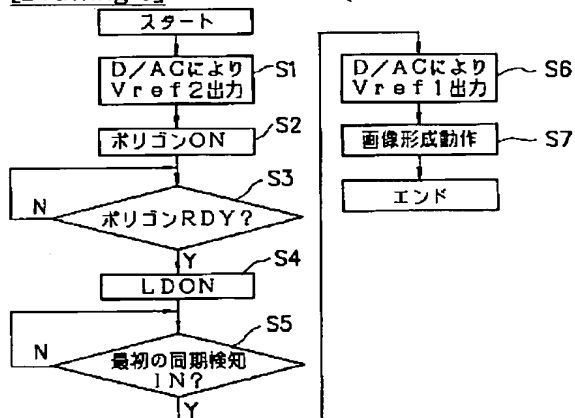 スタート
D/ACにより
Vref2出力
S1
ポリゴンON
S2
ポリゴンRDY?
S3
N
Y
LDON
S4
最初の同期検知
IN?
S5
N
Y
D/ACにより
Vref1出力
S6
画像形成動作
S7
エンド